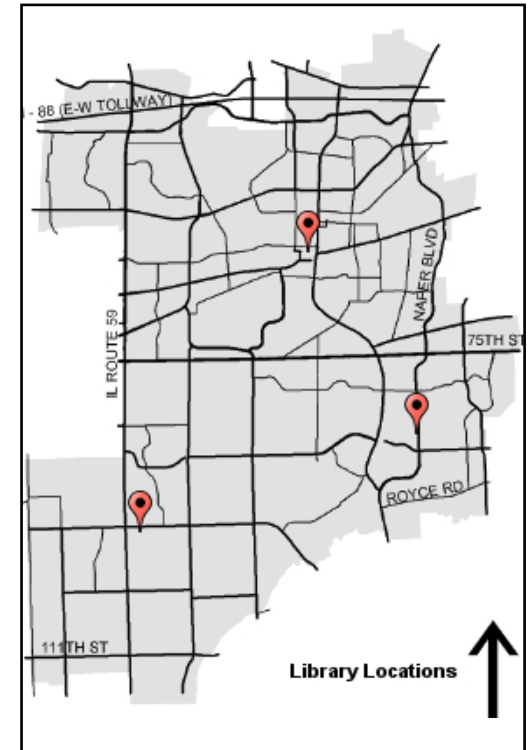 I - 88 (E-W TOLLWAY)
NAPER BLVD
IL ROUTE 59
75TH ST
ROYCE RD
111TH ST
Library Locations